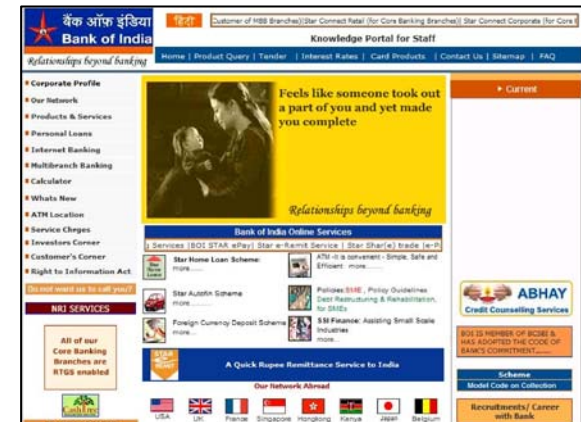 बैंक ऑफ इंडिया
Bank of India
Relationships beyond banking
हिंदी
Customer of MBB Branches)|(Star Connect Retail (for Core Banking Branches)| Star Connect Corporate (for Core
Knowledge Portal for Staff
Home | Product Query | Tender | Interest Rates | Card Products | Contact Us | Sitemap | FAQ
Corporate Profile
Our Network
Products & Services
Personal Loans
Internet Banking
Multibranch Banking
Calculator
Whats New
ATM Location
Service Chrges
Investors Corner
Customer's Corner
Right to Information Act
Do not want us to call you?
NRI SERVICES
All of our
Core Banking
Branches are
RTGS enabled
CashFree
Feels like someone took out
a part of you and yet made
you complete
Relationships beyond banking
Bank of India Online Services
g Services |BOI STAR ePay| Star e-Remit Service | Star Shar(e) trade |e-P
Star Home Loan Scheme:
more......
ATM -it is convenient - Simple, Safe and
Efficient more....
Star Autofin Scheme
more...
Policies:SME , Policy Guidelines
Debt Restructuring & Rehabilitation,
for SMEs
Foreign Currency Deposit Scheme
more...
SSI Finance: Assisting Small Scale
Industries
more...
STAR
A Quick Rupee Remittance Service to India
Our Network Abroad
USA UK France Singapore Hongkong Kenya Japan Belgium
Current
ABHAY
Credit Counselling Services
BOI IS MEMBER OF BCSBI &
HAS ADOPTED THE CODE OF
BANK'S COMMITMENT......
Scheme
Model Code on Collection
Recruitments/ Career
with Bank